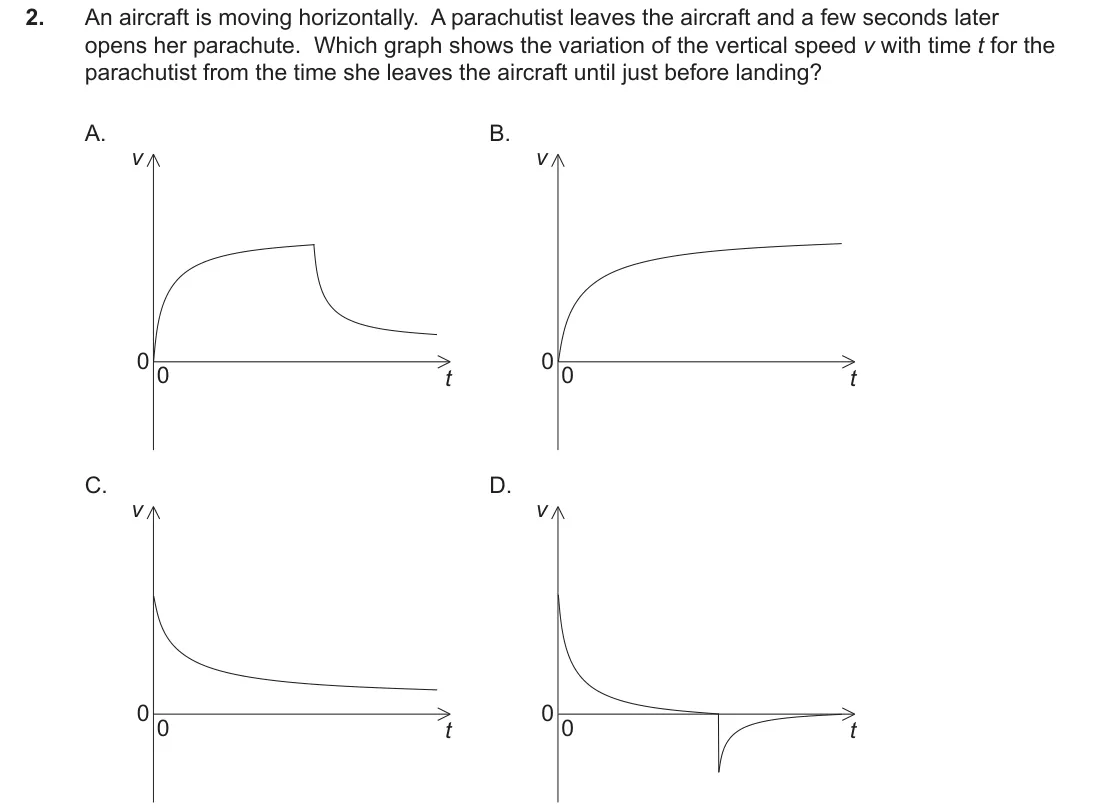 2. An aircraft is moving horizontally. A parachutist leaves the aircraft and a few seconds later
opens her parachute. Which graph shows the variation of the vertical speed v with time t for the
parachutist from the time she leaves the aircraft until just before landing?
A. B.
v v
0 0
0 t 0 t
C. D.
v v
0 0
0 t 0 t